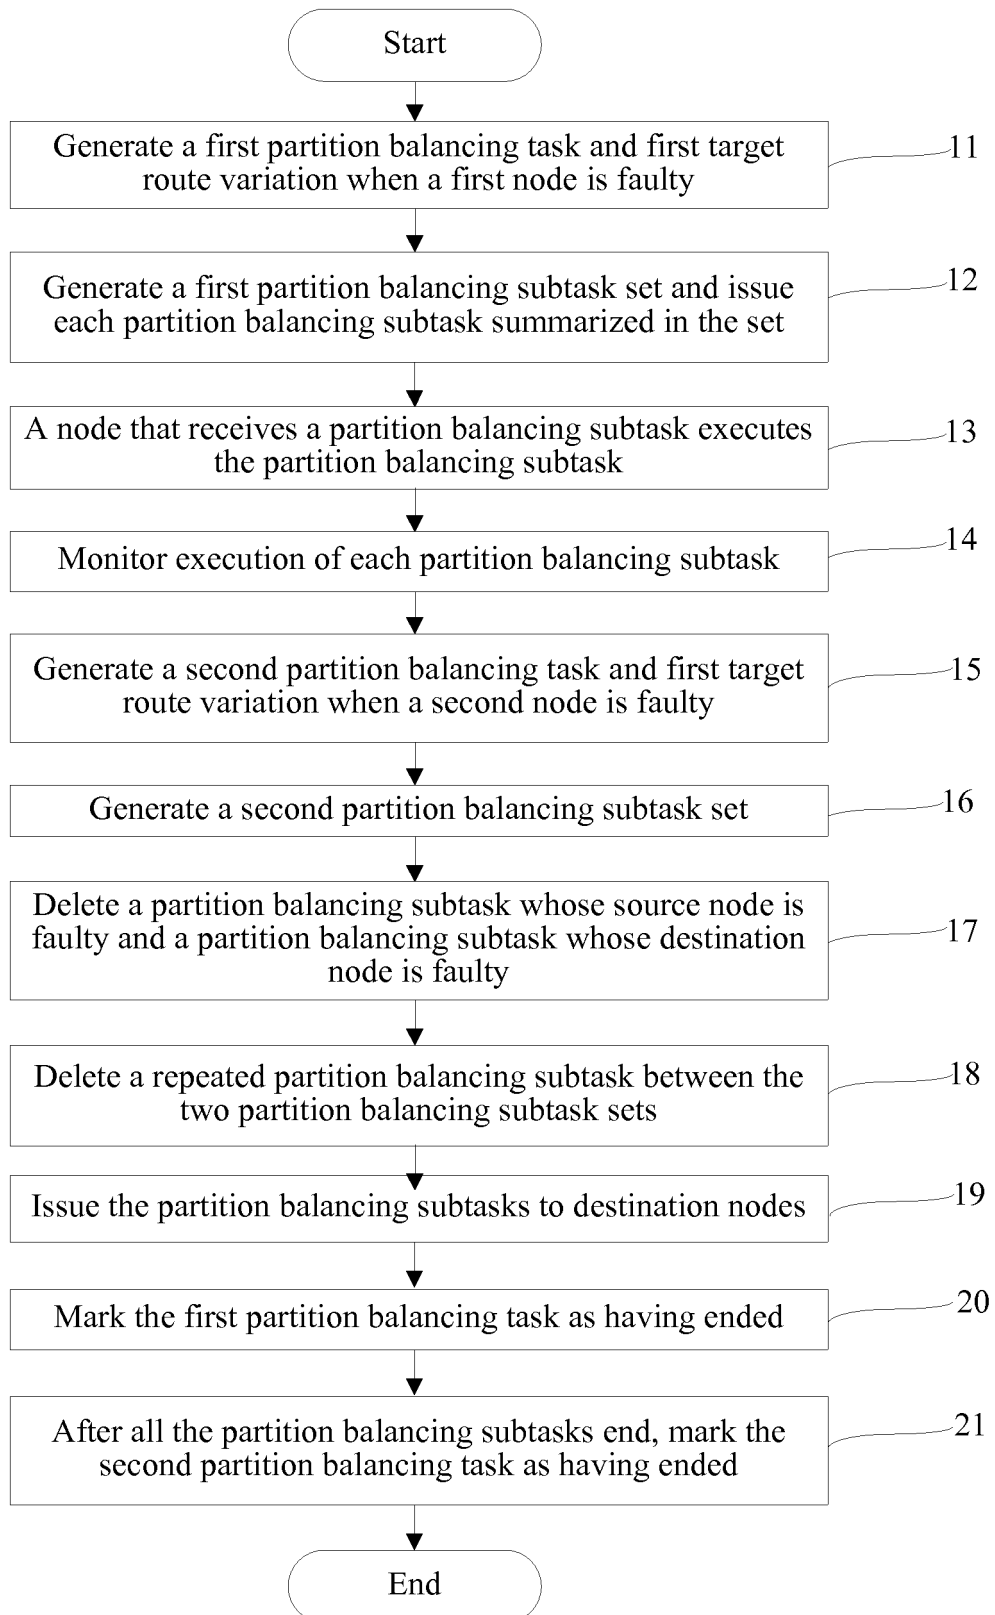 Start
Generate a first partition balancing task and first target
route variation when a first node is faulty
11
Generate a first partition balancing subtask set and issue
each partition balancing subtask summarized in the set
12
A node that receives a partition balancing subtask executes
the partition balancing subtask
13
Monitor execution of each partition balancing subtask
14
Generate a second partition balancing task and first target
route variation when a second node is faulty
15
Generate a second partition balancing subtask set
16
Delete a partition balancing subtask whose source node is
faulty and a partition balancing subtask whose destination
node is faulty
17
Delete a repeated partition balancing subtask between the
two partition balancing subtask sets
18
Issue the partition balancing subtasks to destination nodes
19
Mark the first partition balancing task as having ended
20
After all the partition balancing subtasks end, mark the
second partition balancing task as having ended
21
End